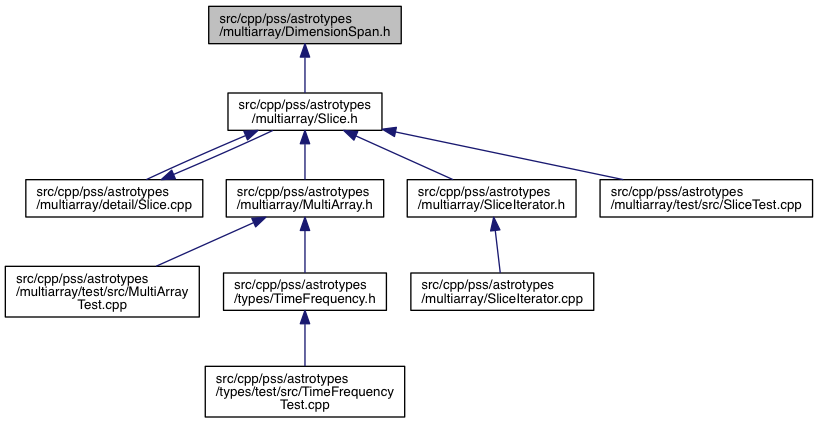 src/cpp/pss/astrotypes
/multiarray/DimensionSpan.h
src/cpp/pss/astrotypes
/multiarray/Slice.h
src/cpp/pss/astrotypes
/multiarray/detail/Slice.cpp
src/cpp/pss/astrotypes
/multiarray/MultiArray.h
src/cpp/pss/astrotypes
/multiarray/SliceIterator.h
src/cpp/pss/astrotypes
/multiarray/test/src/SliceTest.cpp
src/cpp/pss/astrotypes
/multiarray/test/src/MultiArray
Test.cpp
src/cpp/pss/astrotypes
/types/TimeFrequency.h
src/cpp/pss/astrotypes
/multiarray/SliceIterator.cpp
src/cpp/pss/astrotypes
/types/test/src/TimeFrequency
Test.cpp